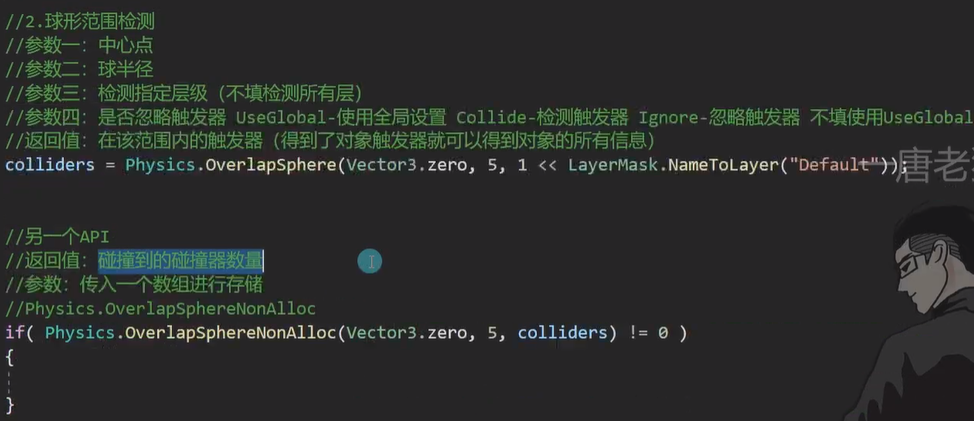 //2.球形范围检测
//参数一：中心点
//参数二：球半径
//参数三：检测指定层级（不填检测所有层）
//参数四：是否忽略触发器 UseGlobal-使用全局设置 Collide-检测触发器 Ignore-忽略触发器 不填使用UseGlobal
//返回值：在该范围内的触发器（得到了对象触发器就可以得到对象的所有信息）
colliders = Physics.OverlapSphere(Vector3.zero, 5, 1 << LayerMask.NameToLayer("Default"));
唐老
//另一个API
//返回值：碰撞到的碰撞器数量
//参数：传入一个数组进行存储
//Physics.OverlapSphereNonAlloc
if( Physics.OverlapSphereNonAlloc(Vector3.zero, 5, colliders) != 0 )
{
}